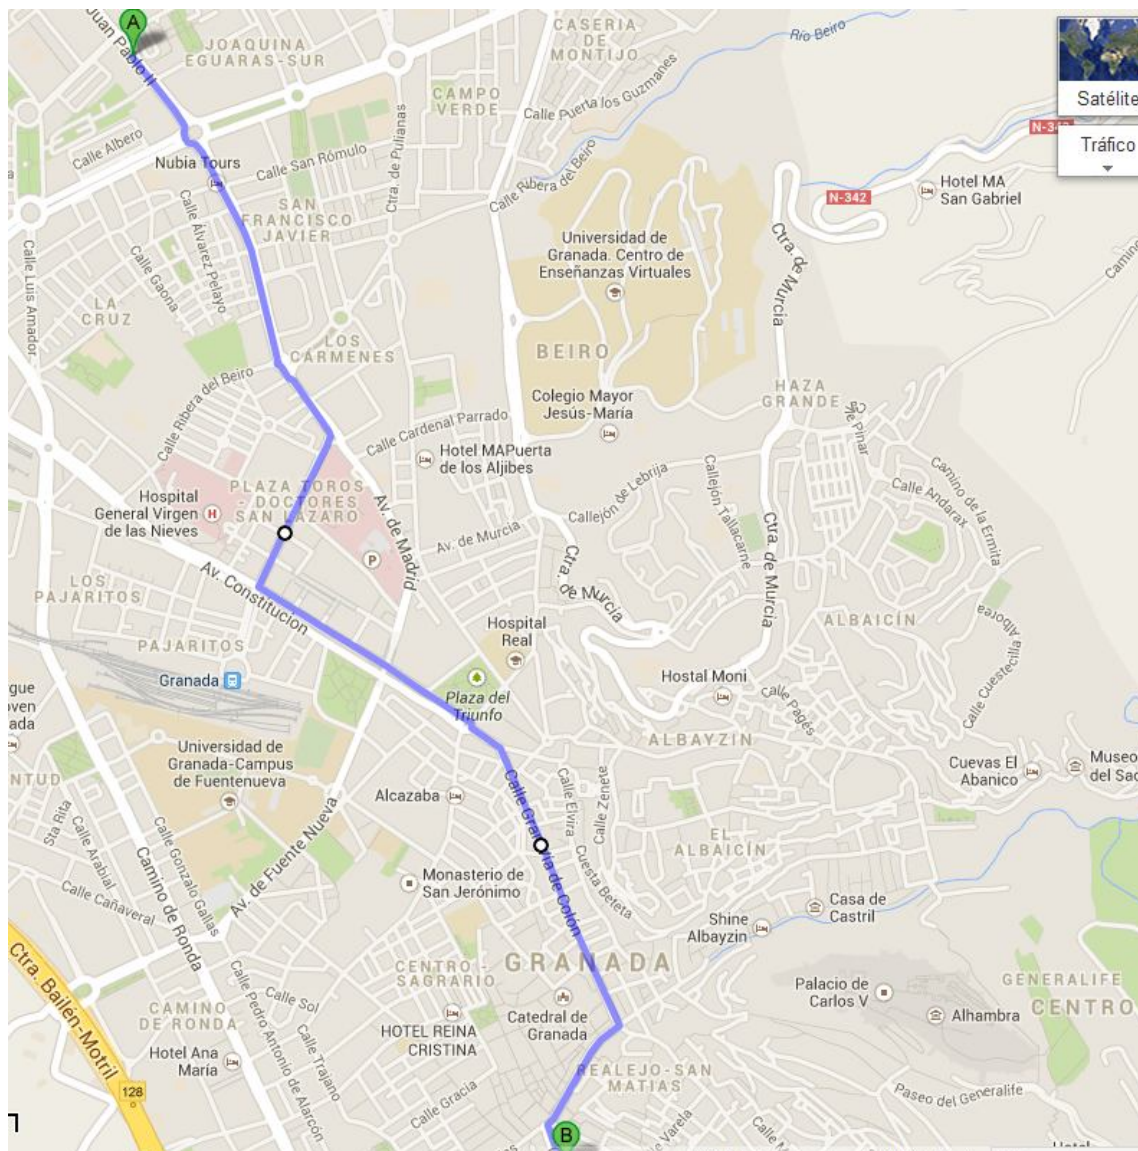 A
Juan Pablo II
JOAQUINA
EGUARAS-SUR
CASERIA
DE
MONTIJO
Río Beiro
Satélite
Tráfico
N-342
CAMPO
VERDE
Calle Puerta los Guzmanes
Calle Albero
Nubia Tours
Calle San Rómulo
Ctra. de Pulianas
Calle Ribera del Beiro
Hotel MA
San Gabriel
N-342
SAN
FRANCISCO
JAVIER
Calle Luis Amador
Calle Gaona
Calle Álvarez Pelayo
Universidad de
Granada. Centro de
Enseñanzas Virtuales
Ctra. de Murcia
LA
CRUZ
LOS
CÁRMENES
BEIRO
Calle Ribera del Beiro
Colegio Mayor
Jesús-María
HAZA
GRANDE
Calle Cardenal Parrado
Hotel MAPuerta
de los Aljibes
PLAZA TOROS
- DOCTORES
SAN LÁZARO
Hospital
General Virgen
de las Nieves
H
Callejón de Lebrija
Callejón Tallacarne
Camino de la Ermita
Calle Andarax
Av. de Murcia
Av. de Madrid
P
Ctra. de Murcia
Ctra. de Murcia
Av. Constitucion
LOS
PAJARITOS
PAJARITOS
Granada
Hospital
Real
ALBAICÍN
Hostal Moni
Calle Pagés
Calle Cuestecilla Alborea
Plaza del
Triunfo
ALBAYZIN
Universidad de
Granada-Campus
de Fuentenueva
Cuevas El
Abanico
Museo
del Sac
Alcazaba
Calle Elvira
Calle Zenete
Calle Gran Vía de Colón
Cuesta Beteta
EL
ALBAICÍN
Sta Rita
Calle Arabial
Calle Gonzalo Gallas
Camino de Ronda
Av. de Fuente Nueva
Calle Cañaveral
Monasterio de
San Jerónimo
Casa de
Castril
Shine
Albayzin
Ctra. Bailén-Motril
CENTRO -
SAGRARIO
GRANADA
Palacio de
Carlos V
GENERALIFE
CENTRO
Alhambra
CAMINO
DE RONDA
Calle Sol
Calle Pedro Antonio de Alarcón
Calle Trajano
HOTEL REINA
CRISTINA
Catedral de
Granada
Hotel Ana
María
128
REALEJO-SAN
MATIAS
Calle Gracia
Paseo del Generalife
Varela
B